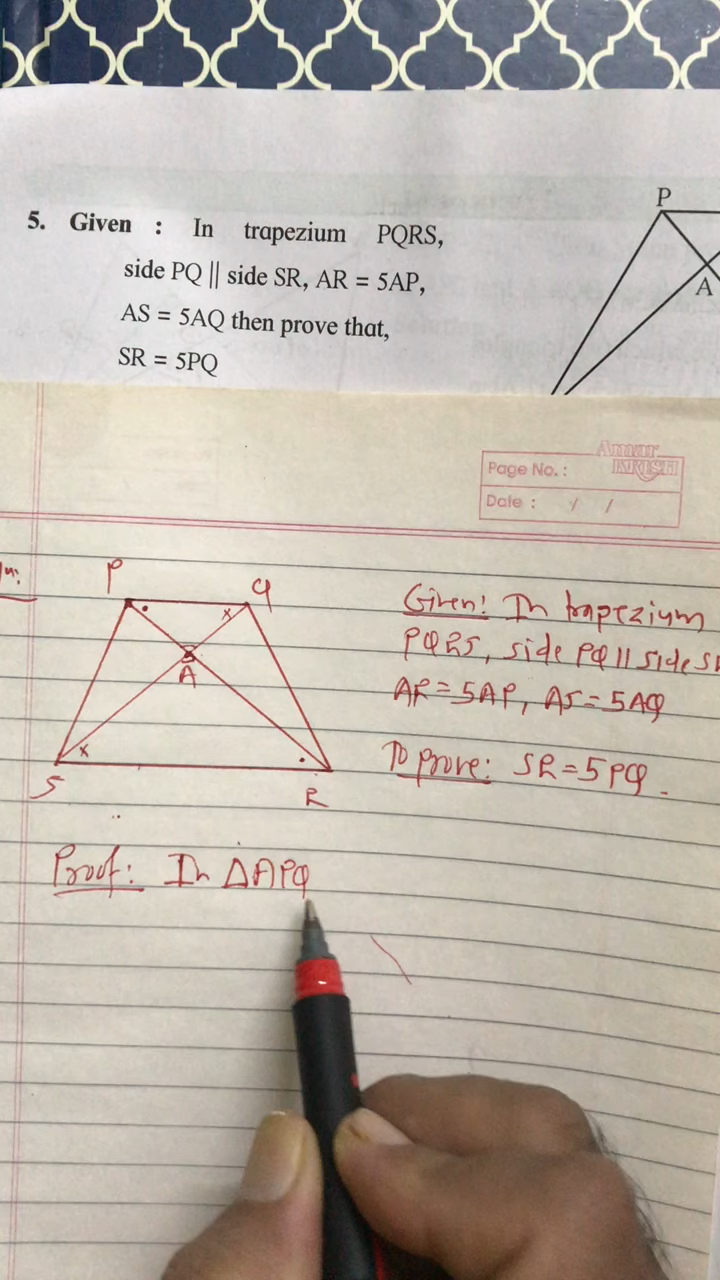 5. Given : In trapezium PQRS,
side PQ || side SR, AR = 5AP,
AS = 5AQ then prove that,
SR = 5PQ
P
A
Amar
Page No. :
Date : / /
P
Q
A
S
R
Given: In trapezium
PQRS, side PQ || side
AR = 5AP, AS = 5AQ
To prove: SR = 5PQ.
Proof: In ΔAPQ